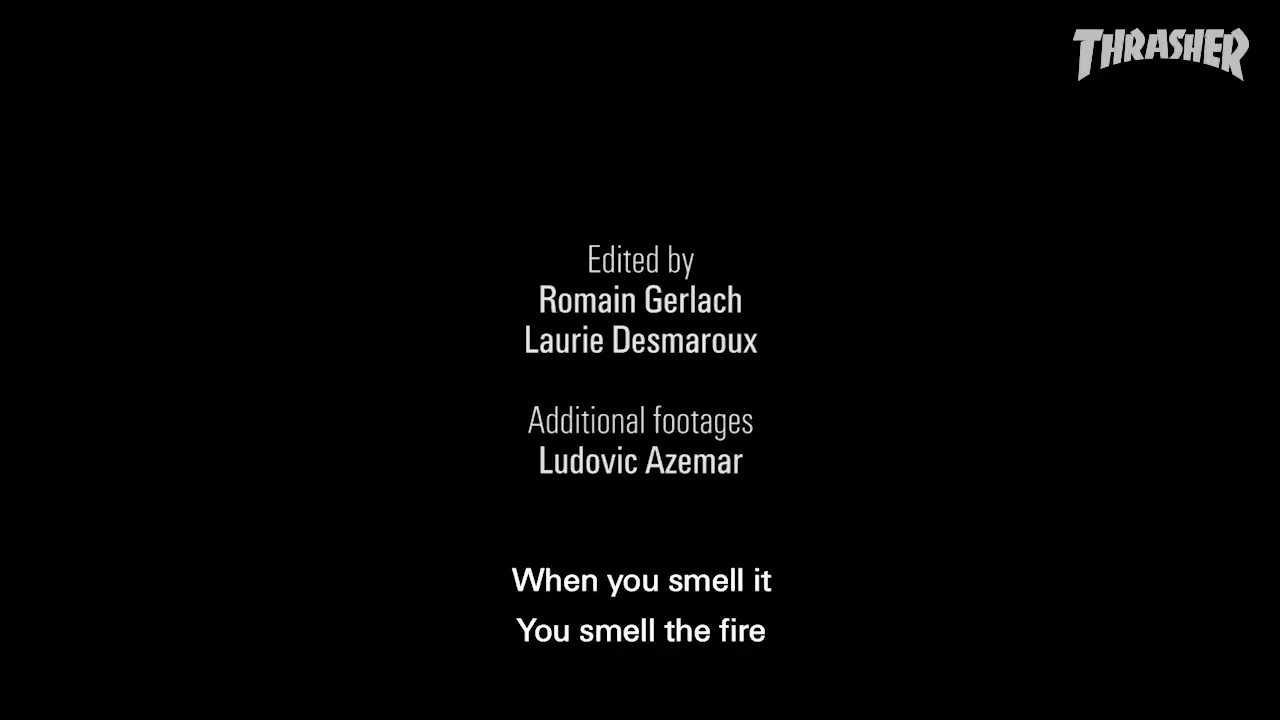 THRASHER
Edited by
Romain Gerlach
Laurie Desmaroux
Additional footages
Ludovic Azemar
When you smell it
You smell the fire